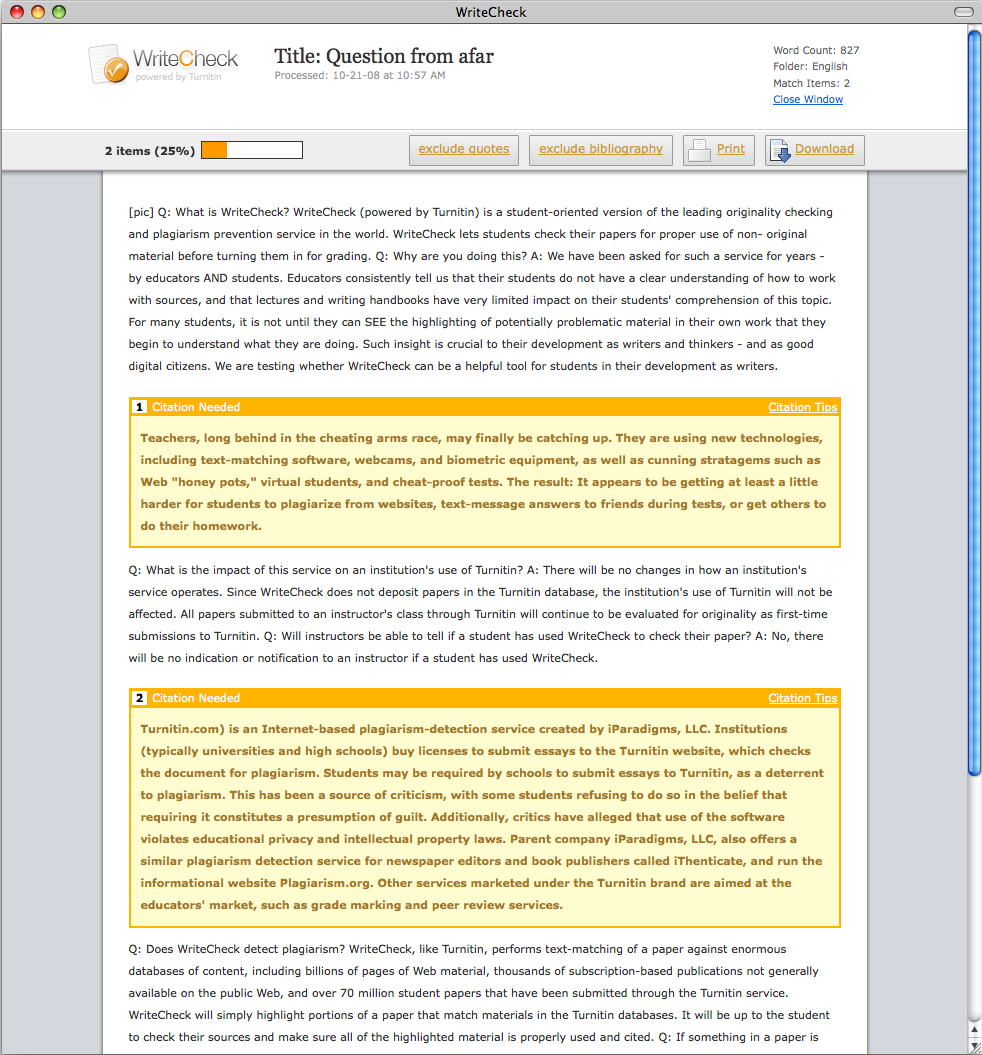 WriteCheck
WriteCheck
powered by Turnitin
Title: Question from afar
Processed: 10-21-08 at 10:57 AM
Word Count: 827
Folder: English
Match Items: 2
Close Window
2 items (25%)
exclude quotes
exclude bibliography
Print
Download
[pic] Q: What is WriteCheck? WriteCheck (powered by Turnitin) is a student-oriented version of the leading originality checking
and plagiarism prevention service in the world. WriteCheck lets students check their papers for proper use of non- original
material before turning them in for grading. Q: Why are you doing this? A: We have been asked for such a service for years -
by educators AND students. Educators consistently tell us that their students do not have a clear understanding of how to work
with sources, and that lectures and writing handbooks have very limited impact on their students' comprehension of this topic.
For many students, it is not until they can SEE the highlighting of potentially problematic material in their own work that they
begin to understand what they are doing. Such insight is crucial to their development as writers and thinkers - and as good
digital citizens. We are testing whether WriteCheck can be a helpful tool for students in their development as writers.
1 Citation Needed
Citation Tips
Teachers, long behind in the cheating arms race, may finally be catching up. They are using new technologies,
including text-matching software, webcams, and biometric equipment, as well as cunning stratagems such as
Web "honey pots," virtual students, and cheat-proof tests. The result: It appears to be getting at least a little
harder for students to plagiarize from websites, text-message answers to friends during tests, or get others to
do their homework.
Q: What is the impact of this service on an institution's use of Turnitin? A: There will be no changes in how an institution's
service operates. Since WriteCheck does not deposit papers in the Turnitin database, the institution's use of Turnitin will not be
affected. All papers submitted to an instructor's class through Turnitin will continue to be evaluated for originality as first-time
submissions to Turnitin. Q: Will instructors be able to tell if a student has used WriteCheck to check their paper? A: No, there
will be no indication or notification to an instructor if a student has used WriteCheck.
2 Citation Needed
Citation Tips
Turnitin.com) is an Internet-based plagiarism-detection service created by iParadigms, LLC. Institutions
(typically universities and high schools) buy licenses to submit essays to the Turnitin website, which checks
the document for plagiarism. Students may be required by schools to submit essays to Turnitin, as a deterrent
to plagiarism. This has been a source of criticism, with some students refusing to do so in the belief that
requiring it constitutes a presumption of guilt. Additionally, critics have alleged that use of the software
violates educational privacy and intellectual property laws. Parent company iParadigms, LLC, also offers a
similar plagiarism detection service for newspaper editors and book publishers called iThenticate, and run the
informational website Plagiarism.org. Other services marketed under the Turnitin brand are aimed at the
educators' market, such as grade marking and peer review services.
Q: Does WriteCheck detect plagiarism? WriteCheck, like Turnitin, performs text-matching of a paper against enormous
databases of content, including billions of pages of Web material, thousands of subscription-based publications not generally
available on the public Web, and over 70 million student papers that have been submitted through the Turnitin service.
WriteCheck will simply highlight portions of a paper that match materials in the Turnitin databases. It will be up to the student
to check their sources and make sure all of the highlighted material is properly used and cited. Q: If something in a paper is